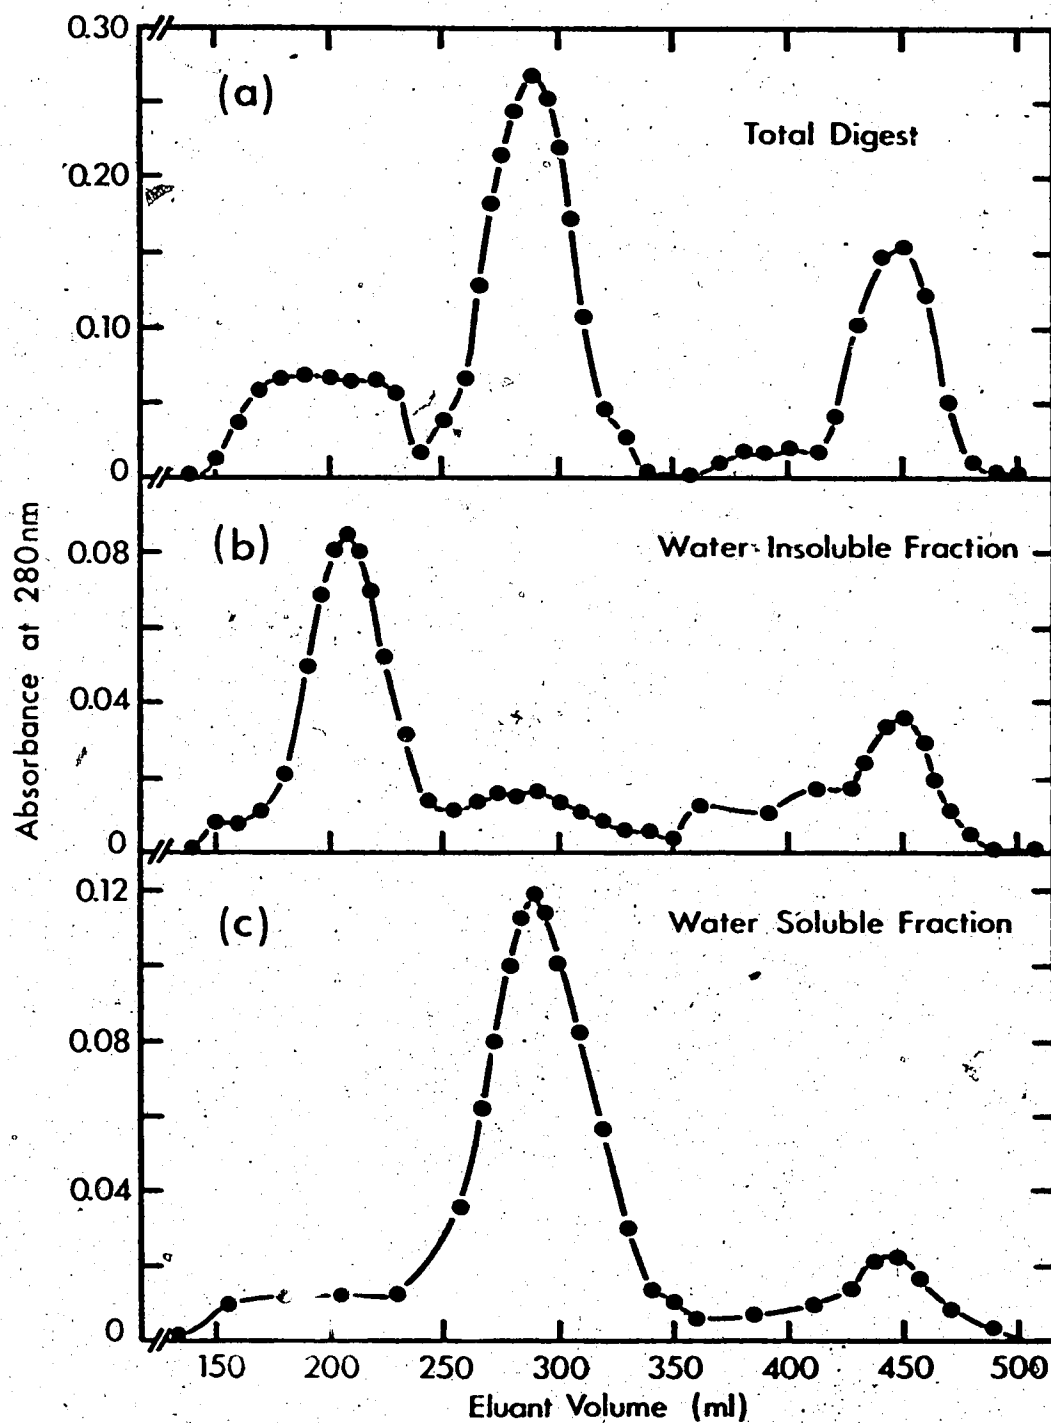 0.30
(a)
Total Digest
0.20
0.10
0
(b)
Water-Insoluble Fraction
0.08
0.04
0
Absorbance at 280nm
0.12
(c)
Water Soluble Fraction
0.08
0.04
0
150 200 250 300 350 400 450 500
Eluant Volume (ml)